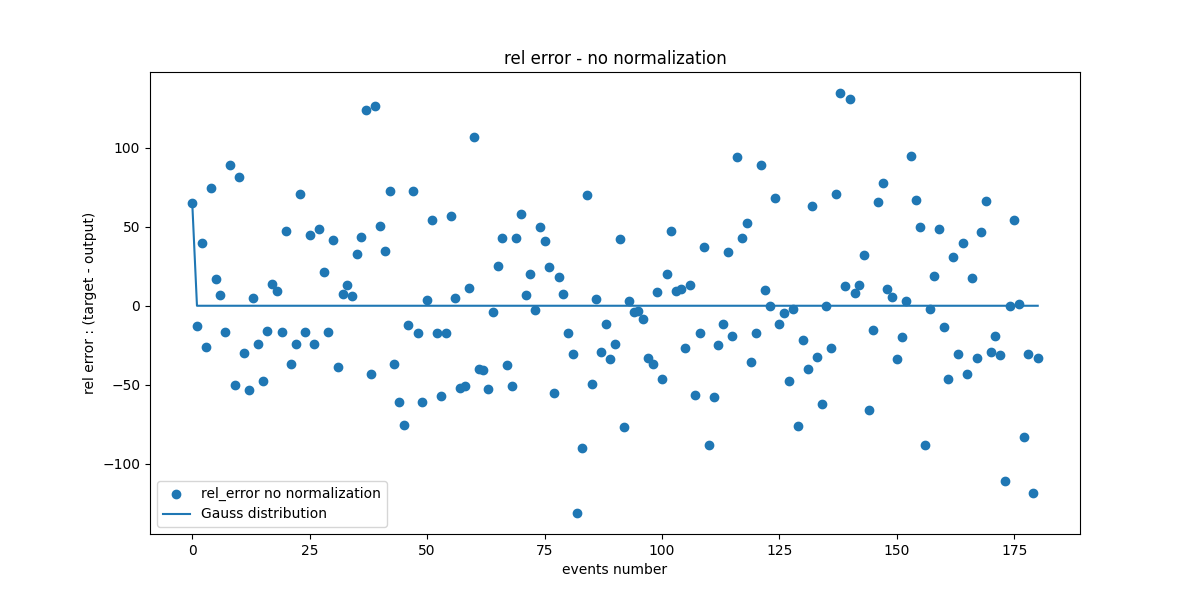 rel error - no normalization
rel error : (tarrget - output)
100
50
0
−50
−100
rel_error no normalization
Gauss distribution
0 25 50 75 100 125 150 175
events number